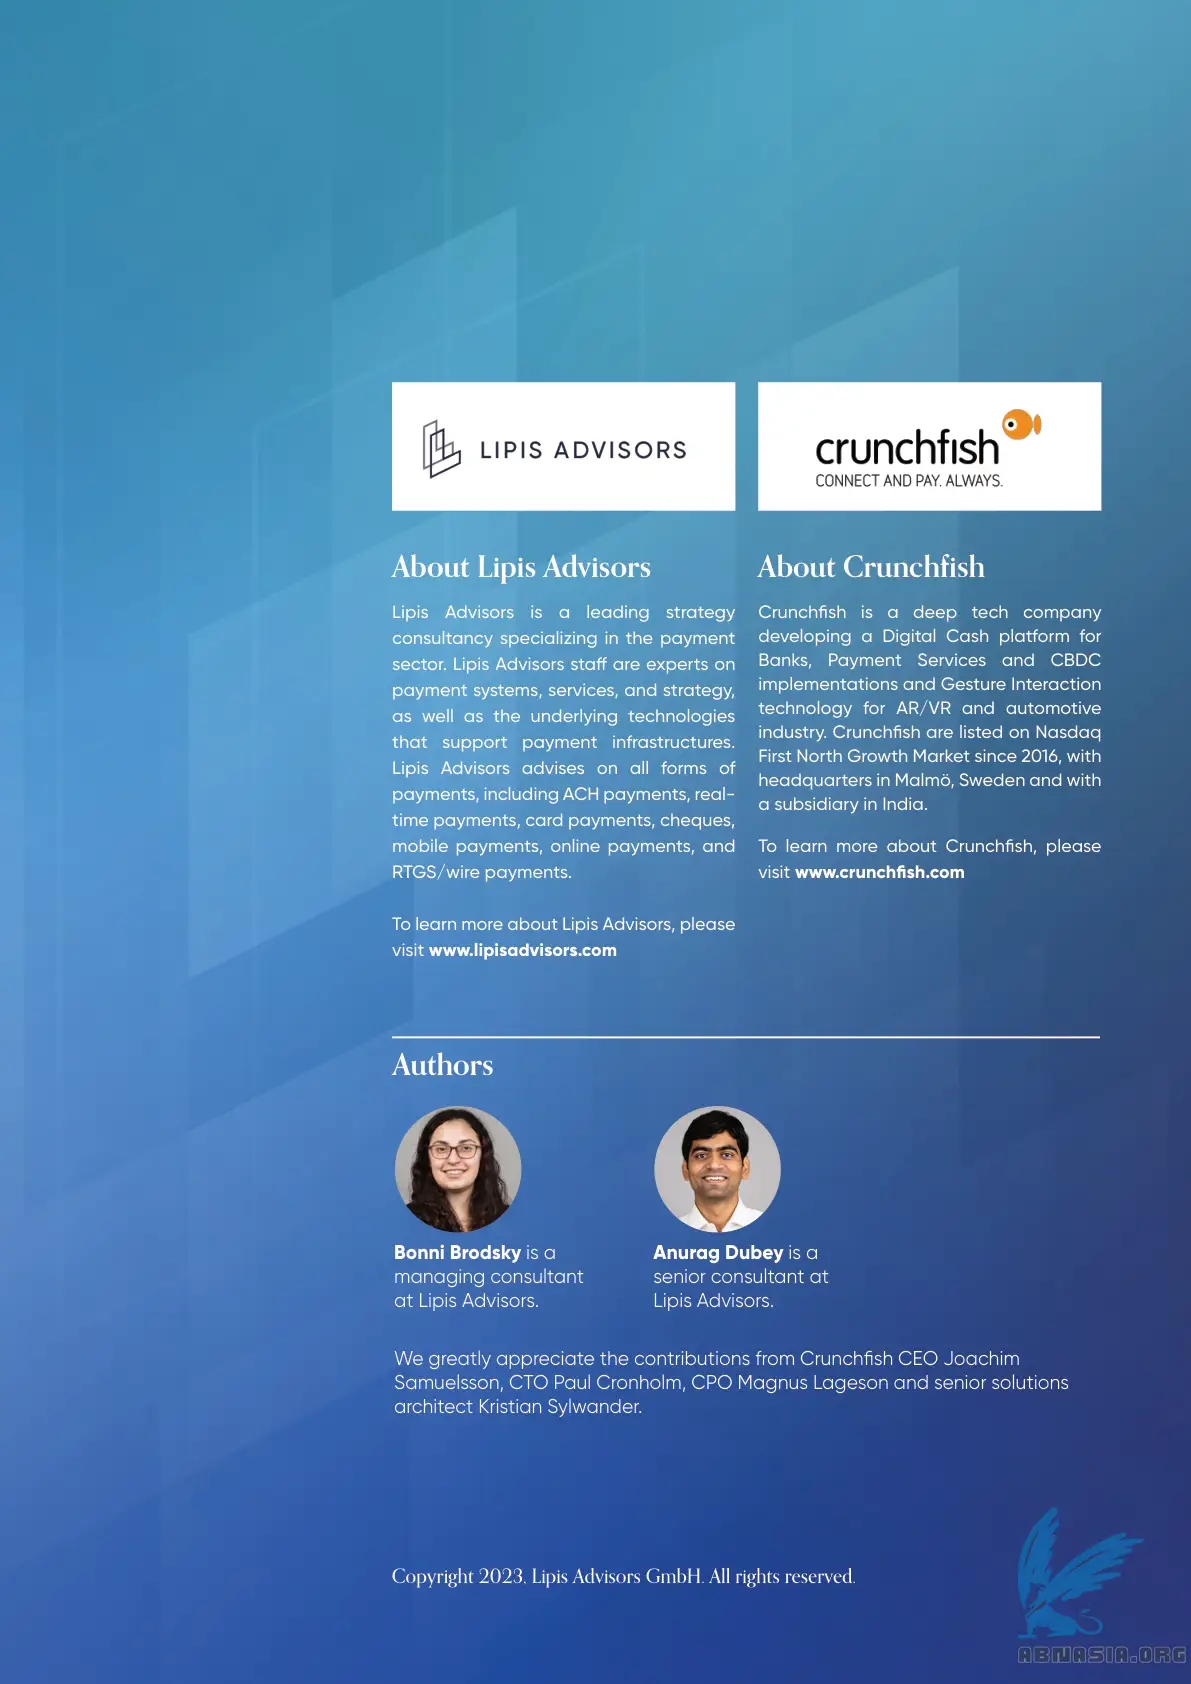 LIPIS ADVISORS
crunchfish
CONNECT AND PAY. ALWAYS.
About Lipis Advisors
Lipis Advisors is a leading strategy
consultancy specializing in the payment
sector. Lipis Advisors staff are experts on
payment systems, services, and strategy,
as well as the underlying technologies
that support payment infrastructures.
Lipis Advisors advises on all forms of
payments, including ACH payments, real-
time payments, card payments, cheques,
mobile payments, online payments, and
RTGS/wire payments.
To learn more about Lipis Advisors, please
visit www.lipisadvisors.com
About Crunchfish
Crunchfish is a deep tech company
developing a Digital Cash platform for
Banks, Payment Services and CBDC
implementations and Gesture Interaction
technology for AR/VR and automotive
industry. Crunchfish are listed on Nasdaq
First North Growth Market since 2016, with
headquarters in Malmö, Sweden and with
a subsidiary in India.
To learn more about Crunchfish, please
visit www.crunchfish.com
Authors
Bonni Brodsky is a
managing consultant
at Lipis Advisors.
Anurag Dubey is a
senior consultant at
Lipis Advisors.
We greatly appreciate the contributions from Crunchfish CEO Joachim
Samuelsson, CTO Paul Cronholm, CPO Magnus Lageson and senior solutions
architect Kristian Sylwander.
Copyright 2023, Lipis Advisors GmbH. All rights reserved.
ABNASIA.ORG